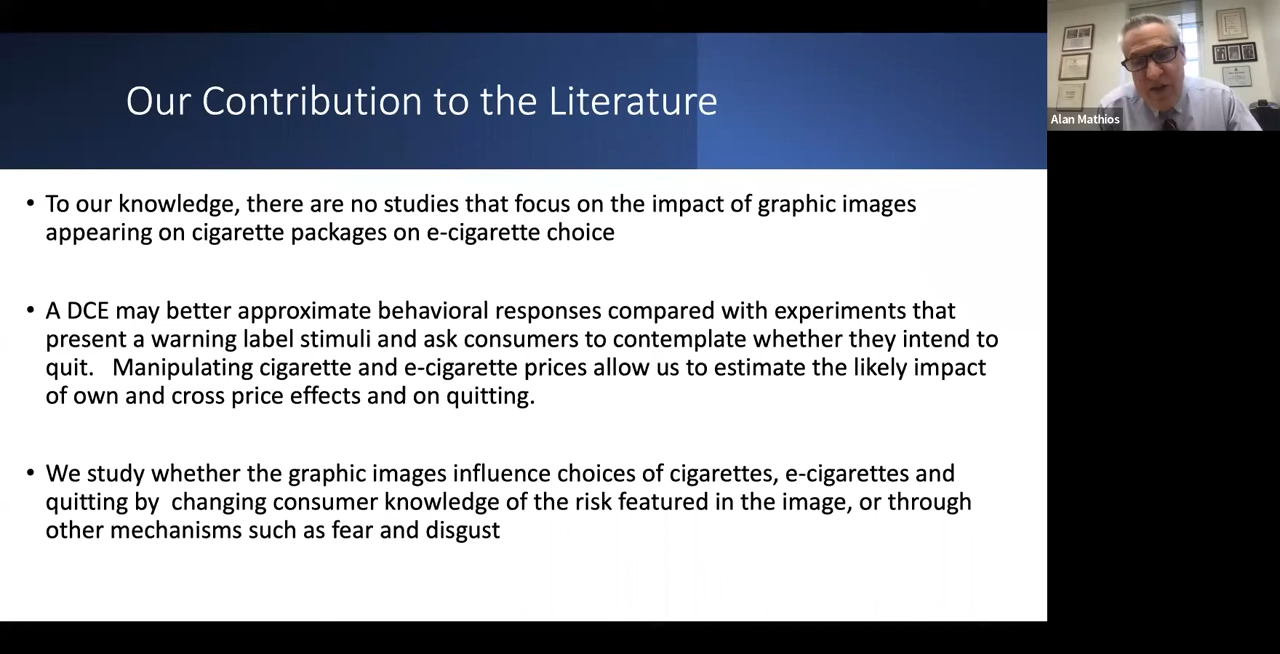 Our Contribution to the Literature
Alan Mathios
• To our knowledge, there are no studies that focus on the impact of graphic images
appearing on cigarette packages on e-cigarette choice
• A DCE may better approximate behavioral responses compared with experiments that
present a warning label stimuli and ask consumers to contemplate whether they intend to
quit.   Manipulating cigarette and e-cigarette prices allow us to estimate the likely impact
of own and cross price effects and on quitting.
• We study whether the graphic images influence choices of cigarettes, e-cigarettes and
quitting by  changing consumer knowledge of the risk featured in the image, or through
other mechanisms such as fear and disgust